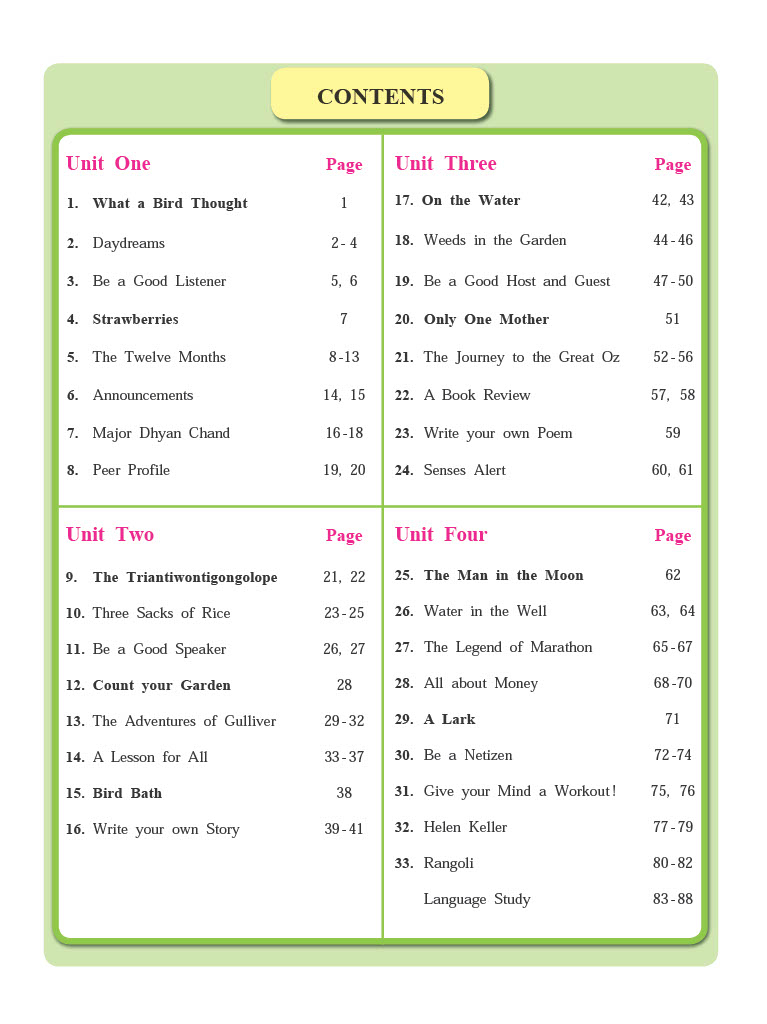 CONTENTS
Unit One Page
1. What a Bird Thought 1
2. Daydreams 2-4
3. Be a Good Listener 5, 6
4. Strawberries 7
5. The Twelve Months 8-13
6. Announcements 14, 15
7. Major Dhyan Chand 16-18
8. Peer Profile 19, 20
Unit Two Page
9. The Triantiwontigongolope 21, 22
10. Three Sacks of Rice 23-25
11. Be a Good Speaker 26, 27
12. Count your Garden 28
13. The Adventures of Gulliver 29-32
14. A Lesson for All 33-37
15. Bird Bath 38
16. Write your own Story 39-41
Unit Three Page
17. On the Water 42, 43
18. Weeds in the Garden 44-46
19. Be a Good Host and Guest 47-50
20. Only One Mother 51
21. The Journey to the Great Oz 52-56
22. A Book Review 57, 58
23. Write your own Poem 59
24. Senses Alert 60, 61
Unit Four Page
25. The Man in the Moon 62
26. Water in the Well 63, 64
27. The Legend of Marathon 65-67
28. All about Money 68-70
29. A Lark 71
30. Be a Netizen 72-74
31. Give your Mind a Workout! 75, 76
32. Helen Keller 77-79
33. Rangoli 80-82
Language Study 83-88